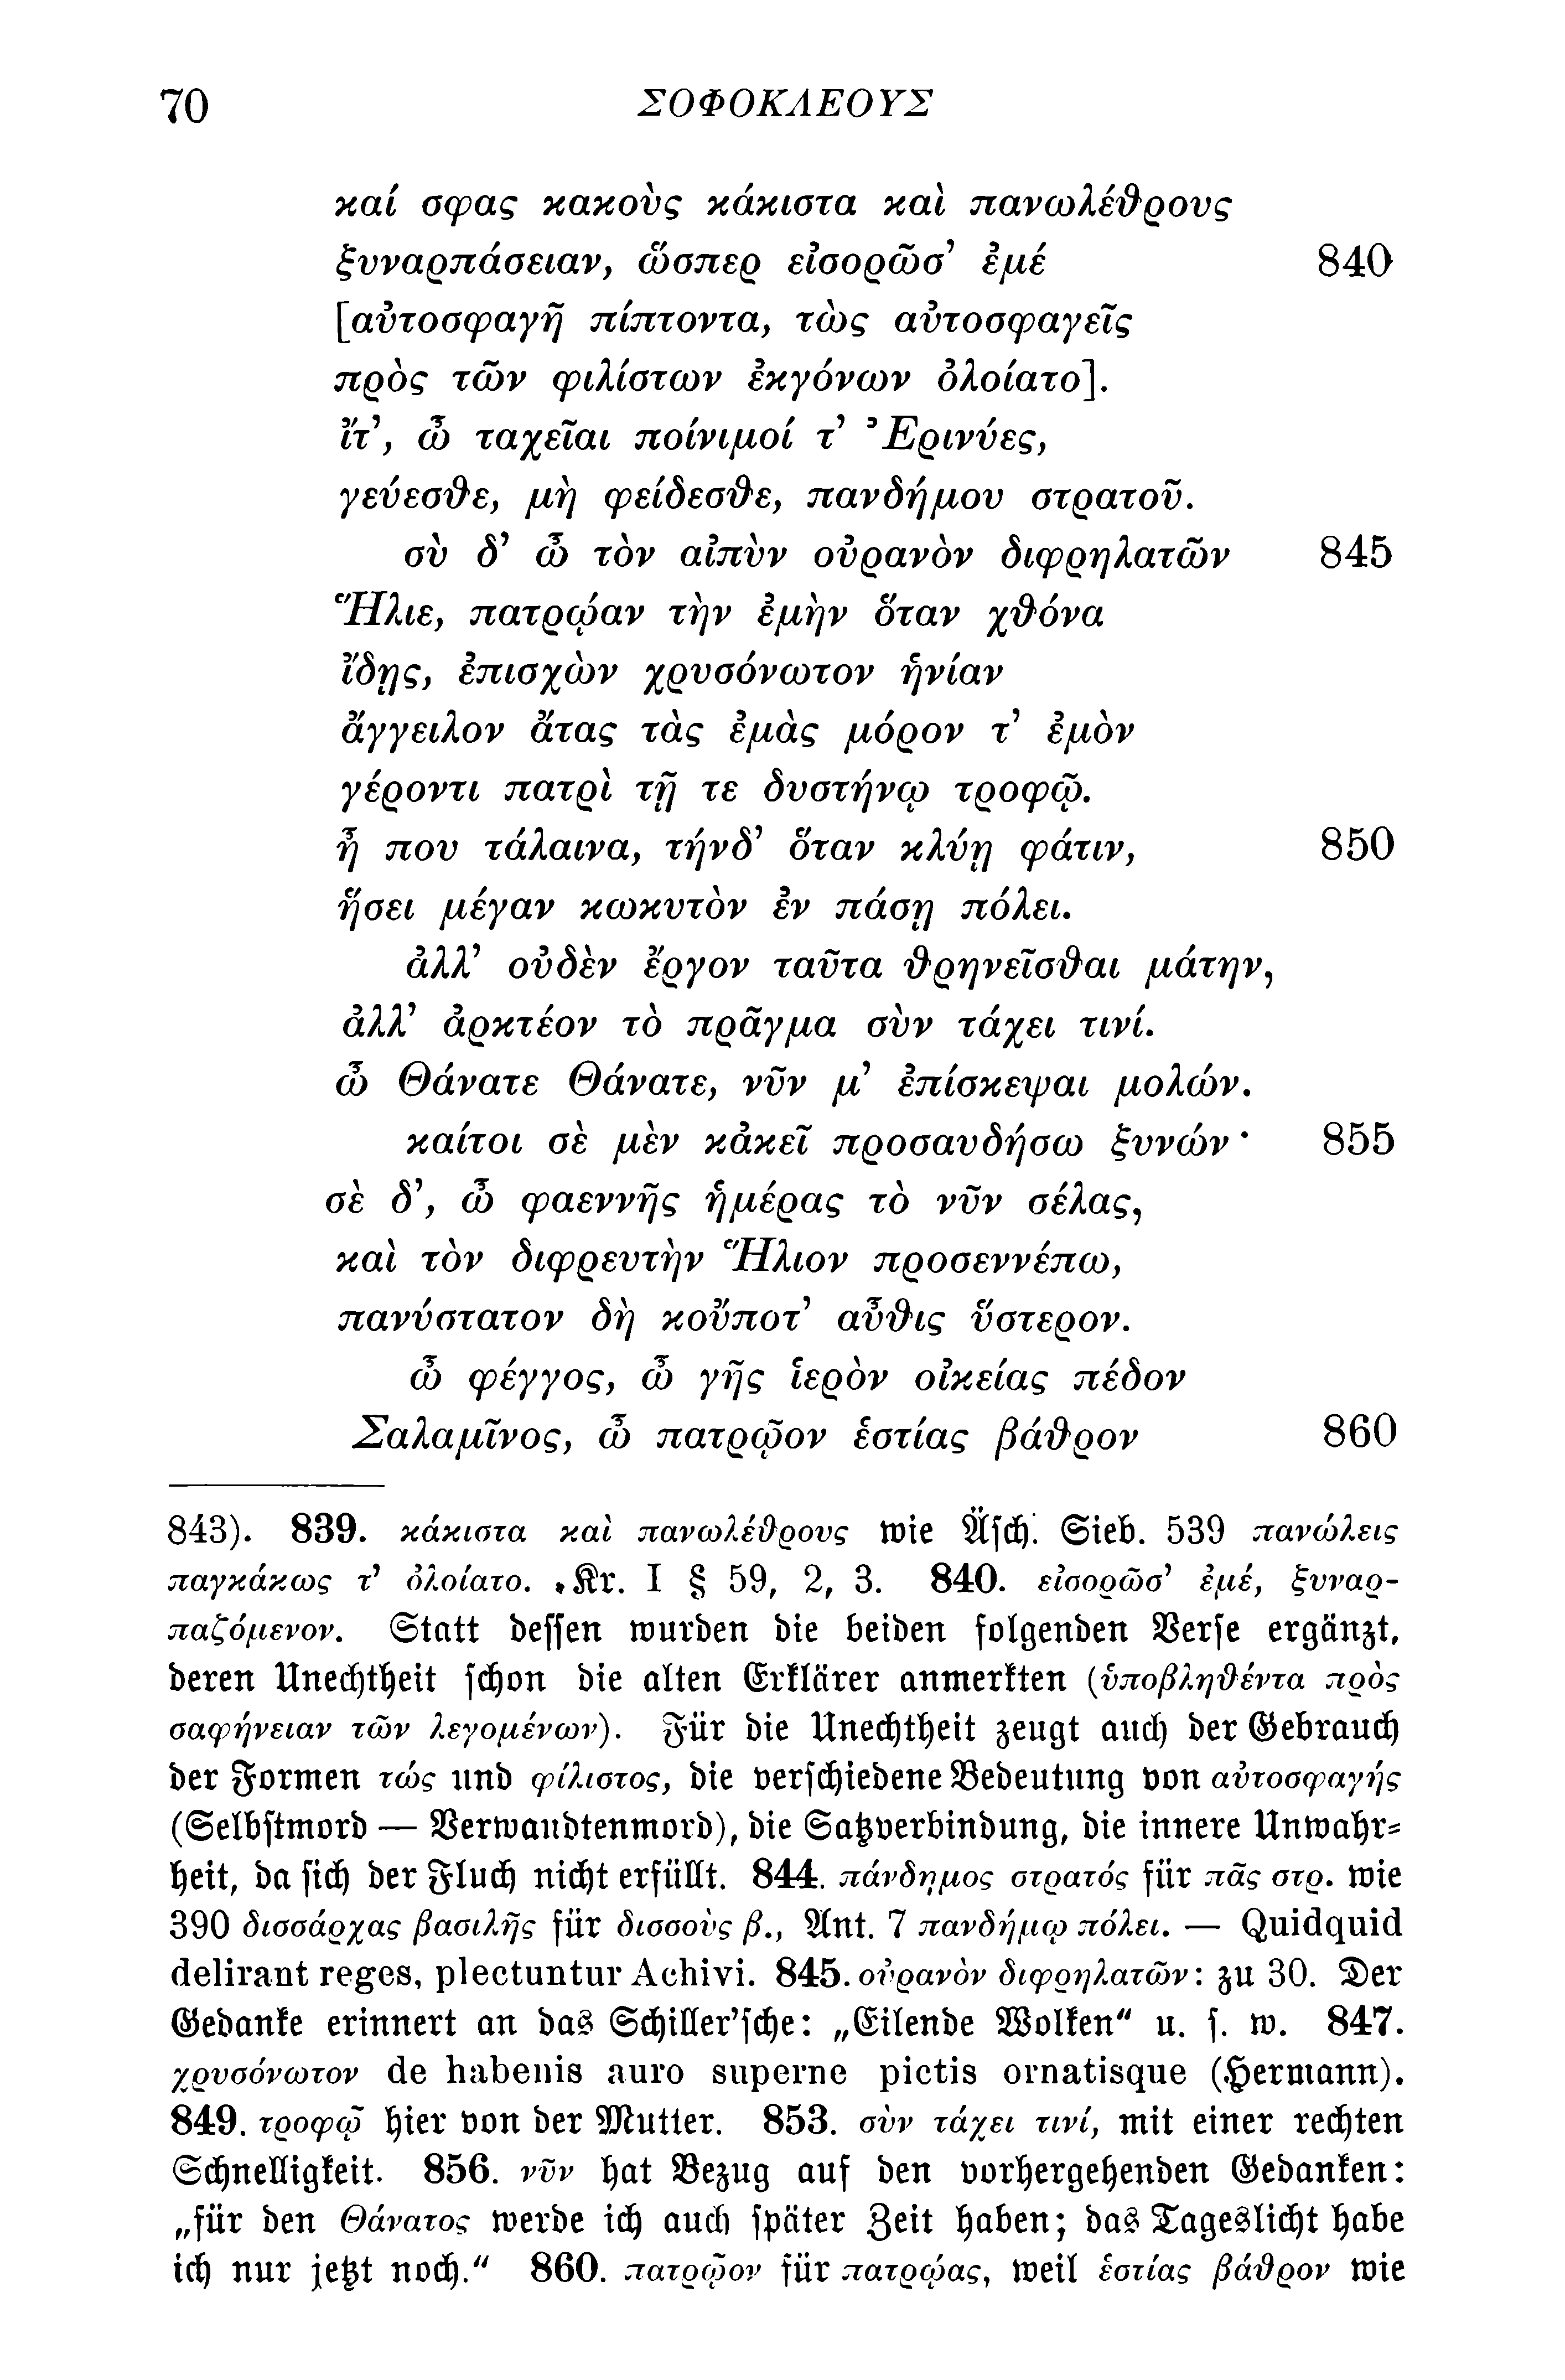 70 ΣΟΦΟΚΛΕΟΥΣ
καί σφας κακοὺς κάκιστα καὶ πανωλέθρους
ξυναρπάσειαν, ὥσπερ εἰσορῶσ’ ἐμέ 840
[αὐτοσφαγῆ πίπτοντα, τὼς αὐτοσφαγεῖς
πρὸς τῶν φιλίστων ἐκγόνων ὀλοίατο].
ἴτ’, ὦ ταχεῖαι ποίνιμοί τ’ Ἐρινύες,
γεύεσθε, μὴ φείδεσθε, πανδήμου στρατοῦ.
σὺ δ’ ὦ τὸν αἰπὺν οὐρανὸν διφρηλατῶν 845
Ἥλιε, πατρῴαν τὴν ἐμὴν ὅταν χθόνα
ἴδῃς, ἐπισχὼν χρυσόνωτον ἡνίαν
ἄγγειλον ἄτας τὰς ἐμὰς μόρον τ’ ἐμὸν
γέροντι πατρὶ τῇ τε δυστήνῳ τροφῷ.
ἦ που τάλαινα, τήνδ’ ὅταν κλύῃ φάτιν, 850
ἥσει μέγαν κωκυτὸν ἐν πάσῃ πόλει.
ἀλλ’ οὐδὲν ἔργον ταῦτα θρηνεῖσθαι μάτην,
ἀλλ’ ἀρκτέον τὸ πρᾶγμα σὺν τάχει τινί.
ὦ Θάνατε Θάνατε, νῦν μ’ ἐπίσκεψαι μολών.
καίτοι σὲ μὲν κἀκεῖ προσαυδήσω ξυνών· 855
σὲ δ’, ὦ φαεννῆς ἡμέρας τὸ νῦν σέλας,
καὶ τὸν διφρευτὴν Ἥλιον προσεννέπω,
πανύστατον δὴ κοὔποτ’ αὖθις ὕστερον.
ὦ φέγγος, ὦ γῆς ἱερὸν οἰκείας πέδον
Σαλαμῖνος, ὦ πατρῷον ἑστίας βάθρον 860
843). 839. κάκιστα καὶ πανωλέθρους wie Äsch. Sieb. 539 πανώλεις
παγκάκως τ’ ὀλοίατο. Kr. I § 59, 2, 3. 840. εἰσορῶσ’ ἐμέ, ξυναρ-
παζόμενον. Statt dessen wurden die beiden folgenden Verse ergänzt,
deren Unechtheit schon die alten Erklärer anmerkten (ὑποβληθέντα πρὸς
σαφήνειαν τῶν λεγομένων). Für die Unechtheit zeugt auch der Gebrauch
der Formen τώς und φίλιστος, die verschiedene Bedeutung von αὐτοσφαγής
(Selbstmord — Verwandtenmord), die Satzverbindung, die innere Unwahr-
heit, da sich der Fluch nicht erfüllt. 844. πάνδημος στρατός für πᾶς στρ. wie
390 δισσάρχας βασιλῆς für δισσοὺς β., Ant. 7 πανδήμῳ πόλει. — Quidquid
delirant reges, plectuntur Achivi. 845. οὐρανὸν διφρηλατῶν: zu 30. Der
Gedanke erinnert an das Schiller’sche: „Eilende Wolken“ u. s. w. 847.
χρυσόνωτον de habenis auro superne pictis ornatisque (Hermann).
849. τροφῷ hier von der Mutter. 853. σὺν τάχει τινί, mit einer rechten
Schnelligkeit. 856. νῦν hat Bezug auf den vorhergehenden Gedanken:
„für den Θάνατος werde ich auch später Zeit haben; das Tageslicht habe
ich nur jetzt noch.“ 860. πατρῷον für πατρῴας, weil ἑστίας βάθρον wie